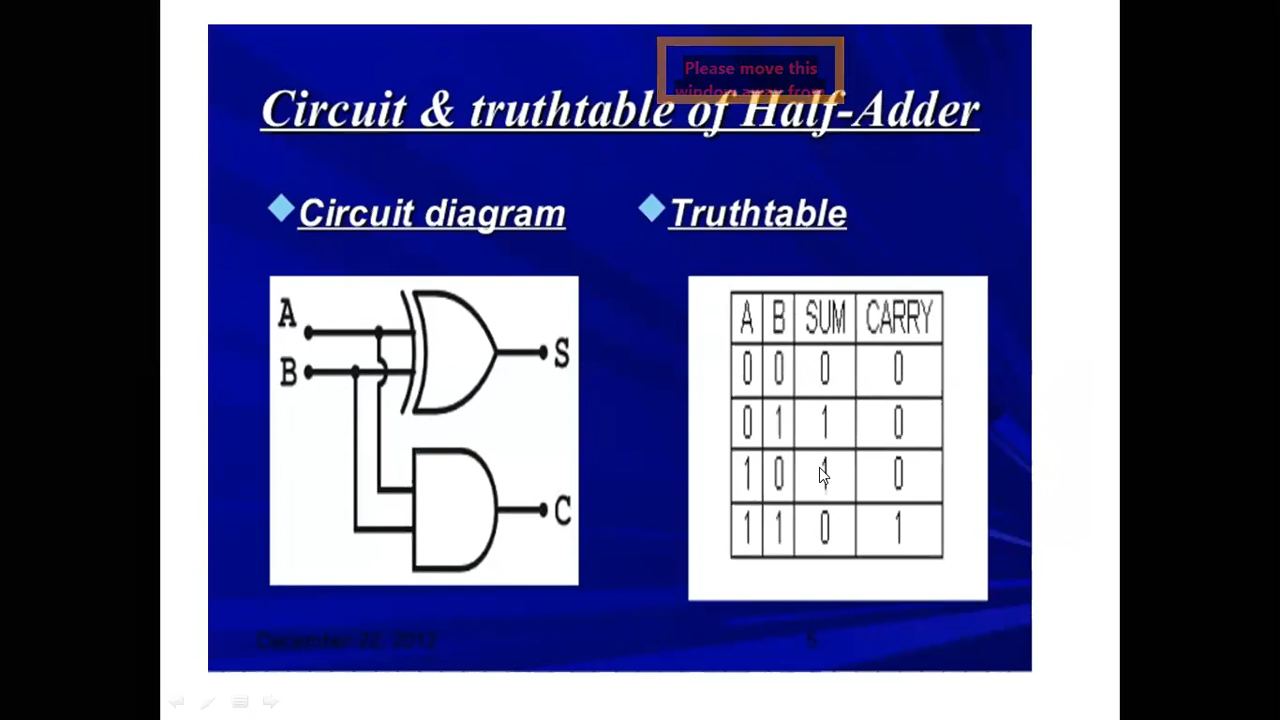 Please move this
window away from
Circuit & truthtable of Half-Adder
Circuit diagram
Truthtable
A
B
S
C
A B SUM CARRY
0 0 0 0
0 1 1 0
1 0 1 0
1 1 0 1
December 22, 2012 5